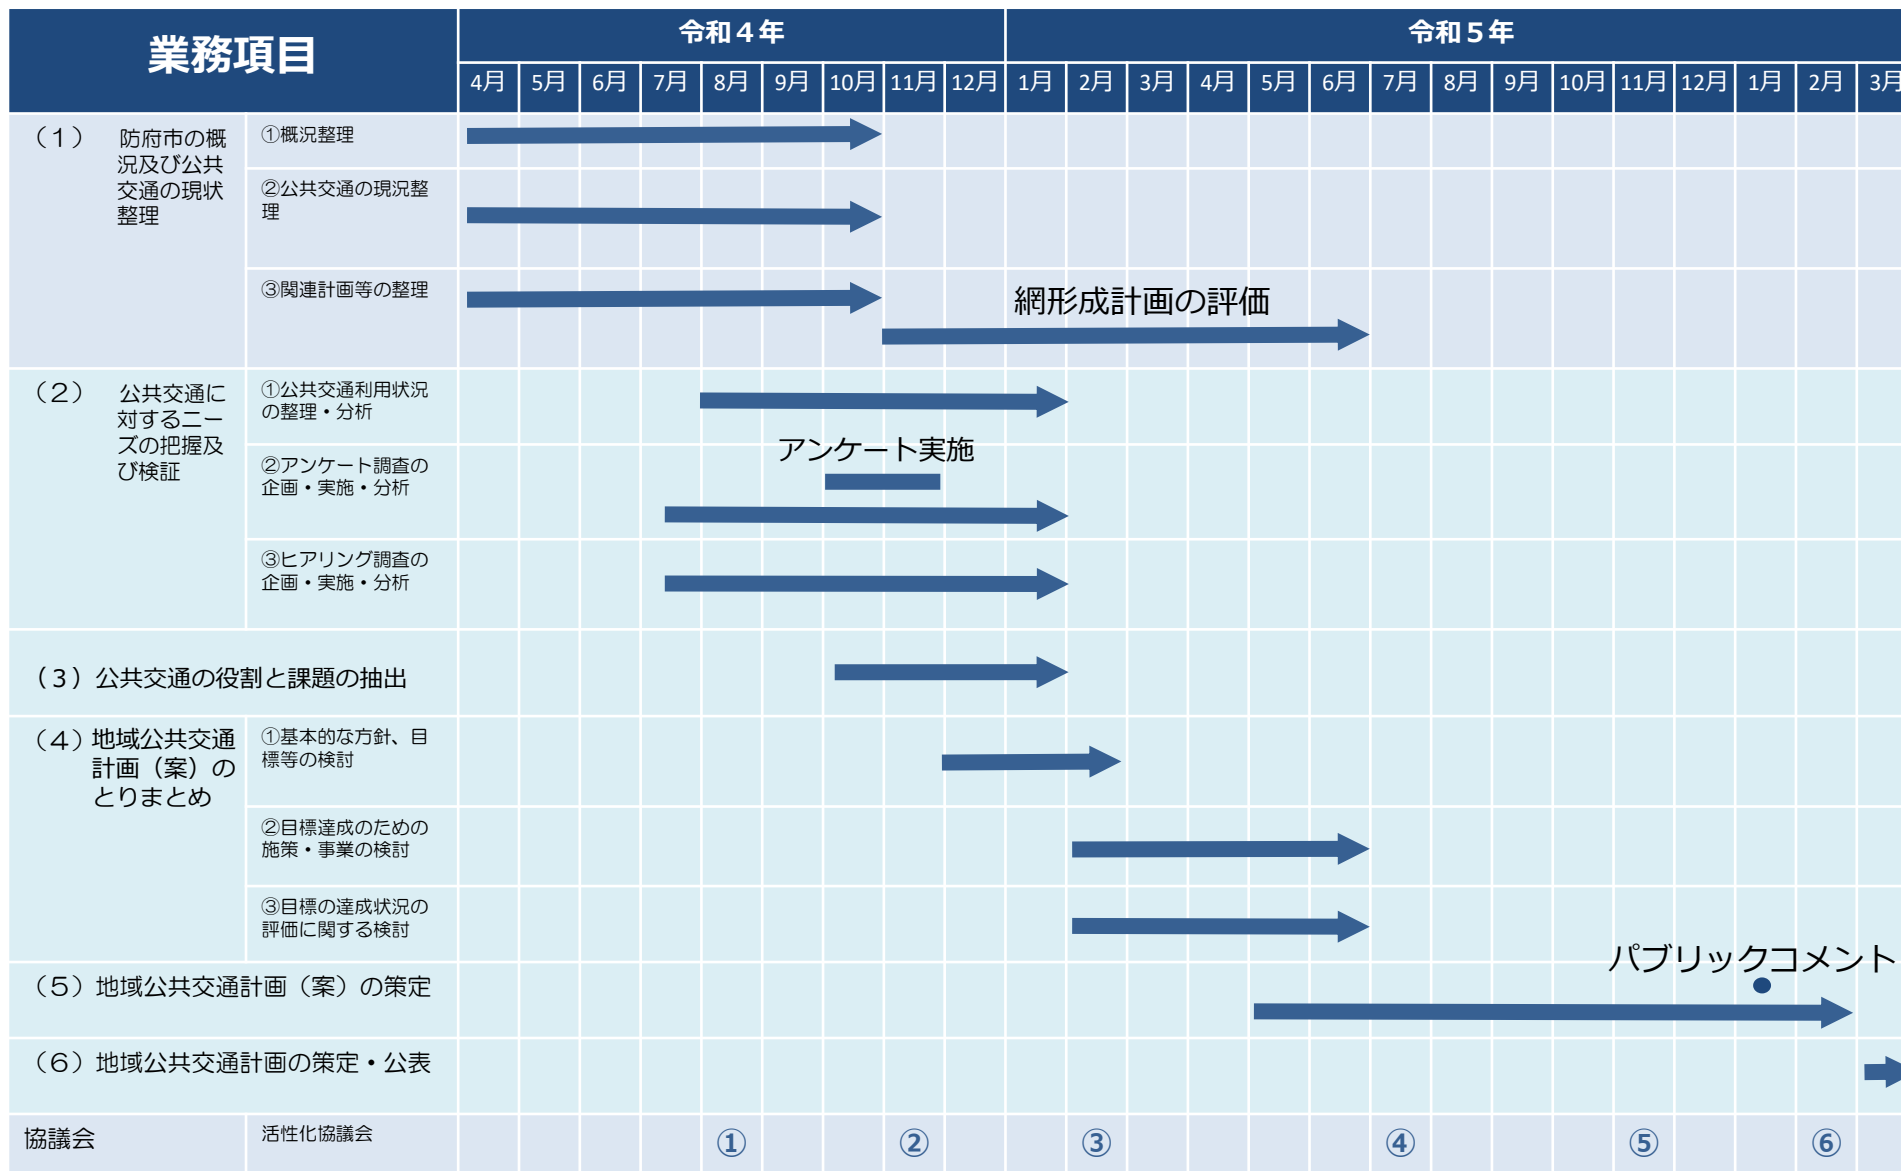 業務項目
令和４年
令和５年
4月 5月 6月 7月 8月 9月 10月 11月 12月 1月 2月 3月 4月 5月 6月 7月 8月 9月 10月 11月 12月 1月 2月 3月
（１） 防府市の概
況及び公共
交通の現状
整理
①概況整理
②公共交通の現況整
理
③関連計画等の整理
網形成計画の評価
（２） 公共交通に
対するニー
ズの把握及
び検証
①公共交通利用状況
の整理・分析
アンケート実施
②アンケート調査の
企画・実施・分析
③ヒアリング調査の
企画・実施・分析
（3）公共交通の役割と課題の抽出
（４）地域公共交通
計画（案）の
とりまとめ
①基本的な方針、目
標等の検討
②目標達成のための
施策・事業の検討
③目標の達成状況の
評価に関する検討
パブリックコメント
（５）地域公共交通計画（案）の策定
（６）地域公共交通計画の策定・公表
協議会 活性化協議会 ① ② ③ ④ ⑤ ⑥